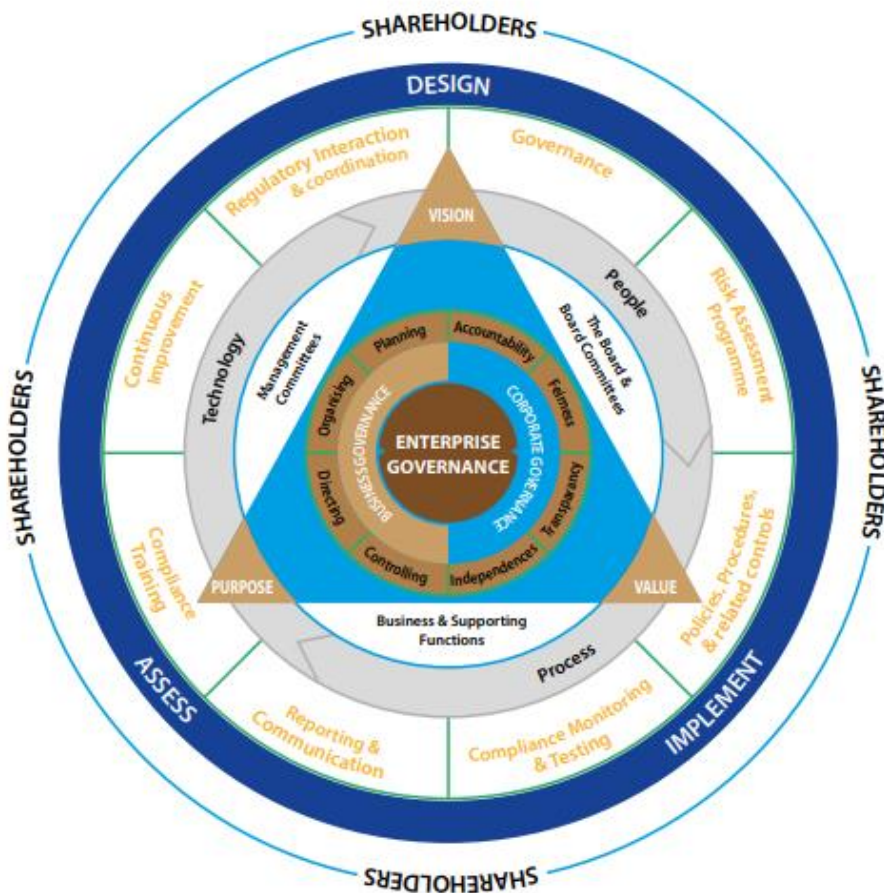 SHAREHOLDERS
DESIGN
Regulatory Interaction
& coordination
Governance
VISION
People
Technology
Continuous
Improvement
Risk Assessment
Programme
Management
Committees
The Board &
Board Committees
Planning
Accountability
Organising
Feirness
BUSINESS GOVERNANCE
CORPORATE GOVERNANCE
ENTERPRISE
GOVERNANCE
SHAREHOLDERS
SHAREHOLDERS
Directing
Transparancy
Controlling
Independences
Compliance
Training
PURPOSE
VALUE
Policies, Procedures,
& related controls
Business & Supporting
Functions
Process
ASSESS
IMPLEMENT
Reporting &
Communication
Compliance Monitoring
& Testing
SHAREHOLDERS